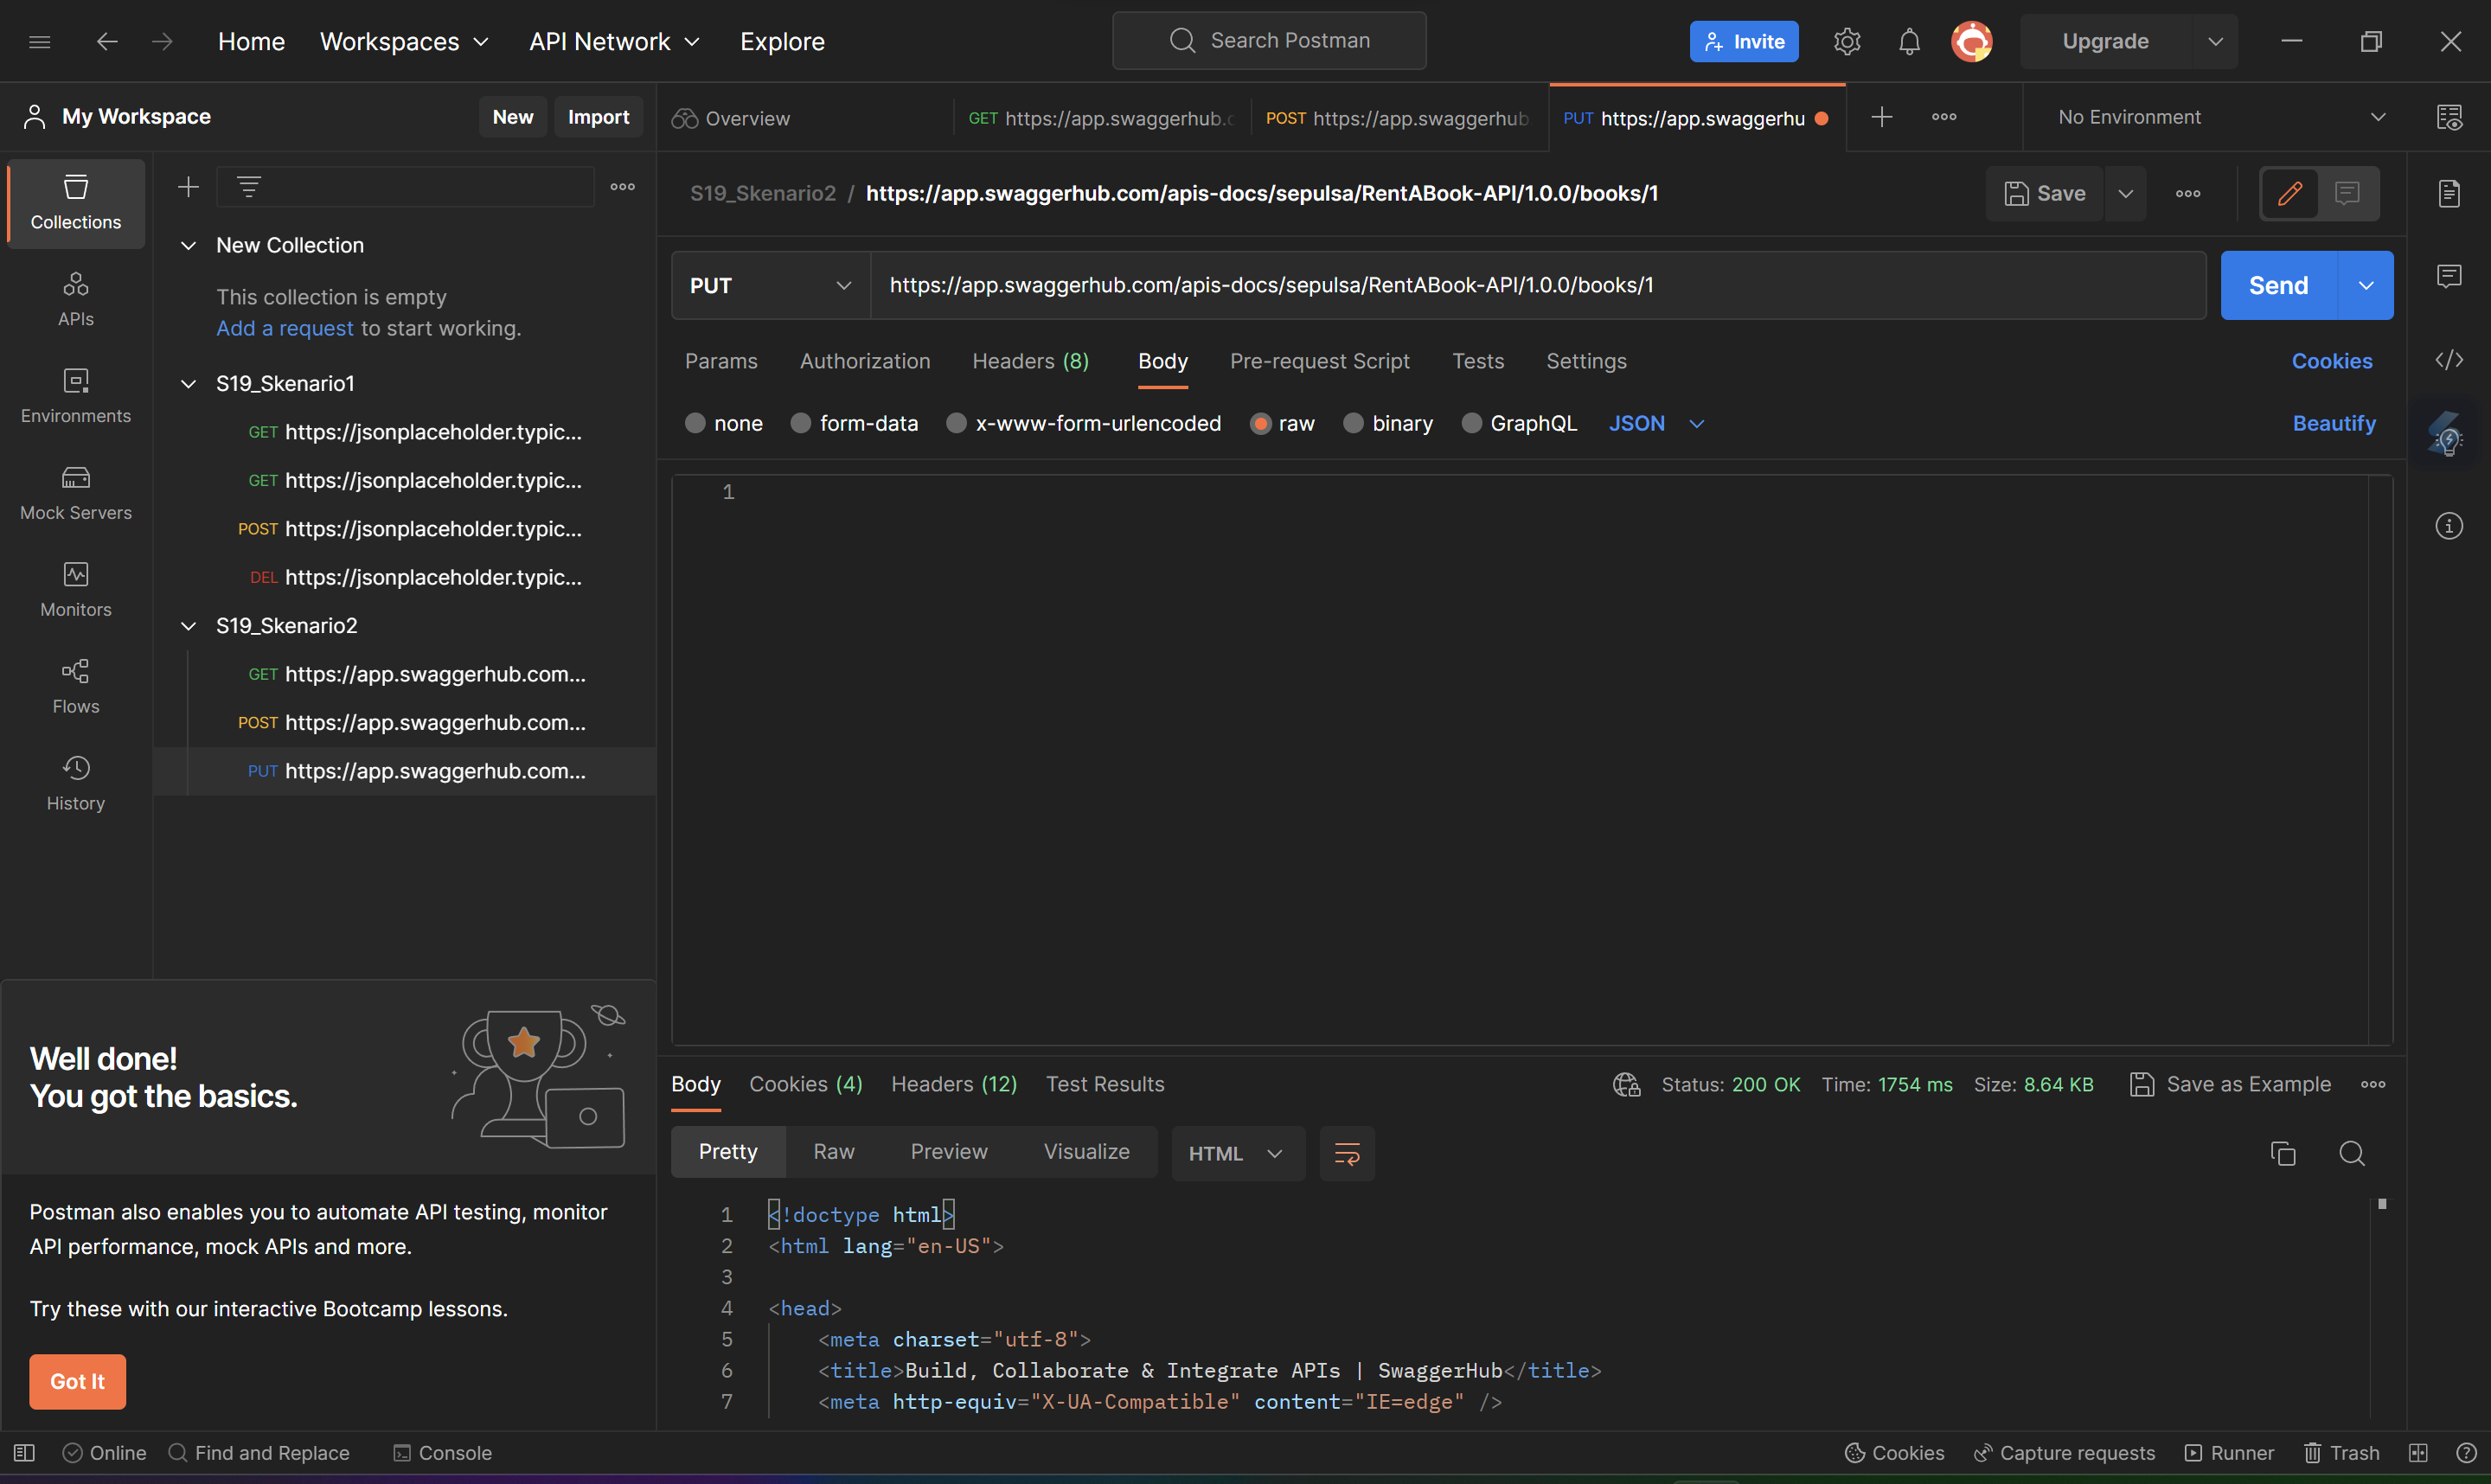 Home Workspaces API Network Explore Search Postman Invite Upgrade
My Workspace New Import
Overview GET https://app.swaggerhub.c POST https://app.swaggerhub. PUT https://app.swaggerhu No Environment
Collections
APIs
Environments
Mock Servers
Monitors
Flows
History
New Collection
This collection is empty
Add a request to start working.
S19_Skenario1
GET https://jsonplaceholder.typic...
GET https://jsonplaceholder.typic...
POST https://jsonplaceholder.typic...
DEL https://jsonplaceholder.typic...
S19_Skenario2
GET https://app.swaggerhub.com...
POST https://app.swaggerhub.com...
PUT https://app.swaggerhub.com...
Well done!
You got the basics.
Postman also enables you to automate API testing, monitor
API performance, mock APIs and more.
Try these with our interactive Bootcamp lessons.
Got It
S19_Skenario2 / https://app.swaggerhub.com/apis-docs/sepulsa/RentABook-API/1.0.0/books/1 Save
PUT https://app.swaggerhub.com/apis-docs/sepulsa/RentABook-API/1.0.0/books/1 Send
Params Authorization Headers (8) Body Pre-request Script Tests Settings Cookies
none form-data x-www-form-urlencoded raw binary GraphQL JSON Beautify
1
Body Cookies (4) Headers (12) Test Results Status: 200 OK Time: 1754 ms Size: 8.64 KB Save as Example
Pretty Raw Preview Visualize HTML
1 <!doctype html>
2 <html lang="en-US">
3
4 <head>
5 <meta charset="utf-8">
6 <title>Build, Collaborate & Integrate APIs | SwaggerHub</title>
7 <meta http-equiv="X-UA-Compatible" content="IE=edge" />
Online Find and Replace Console Cookies Capture requests Runner Trash